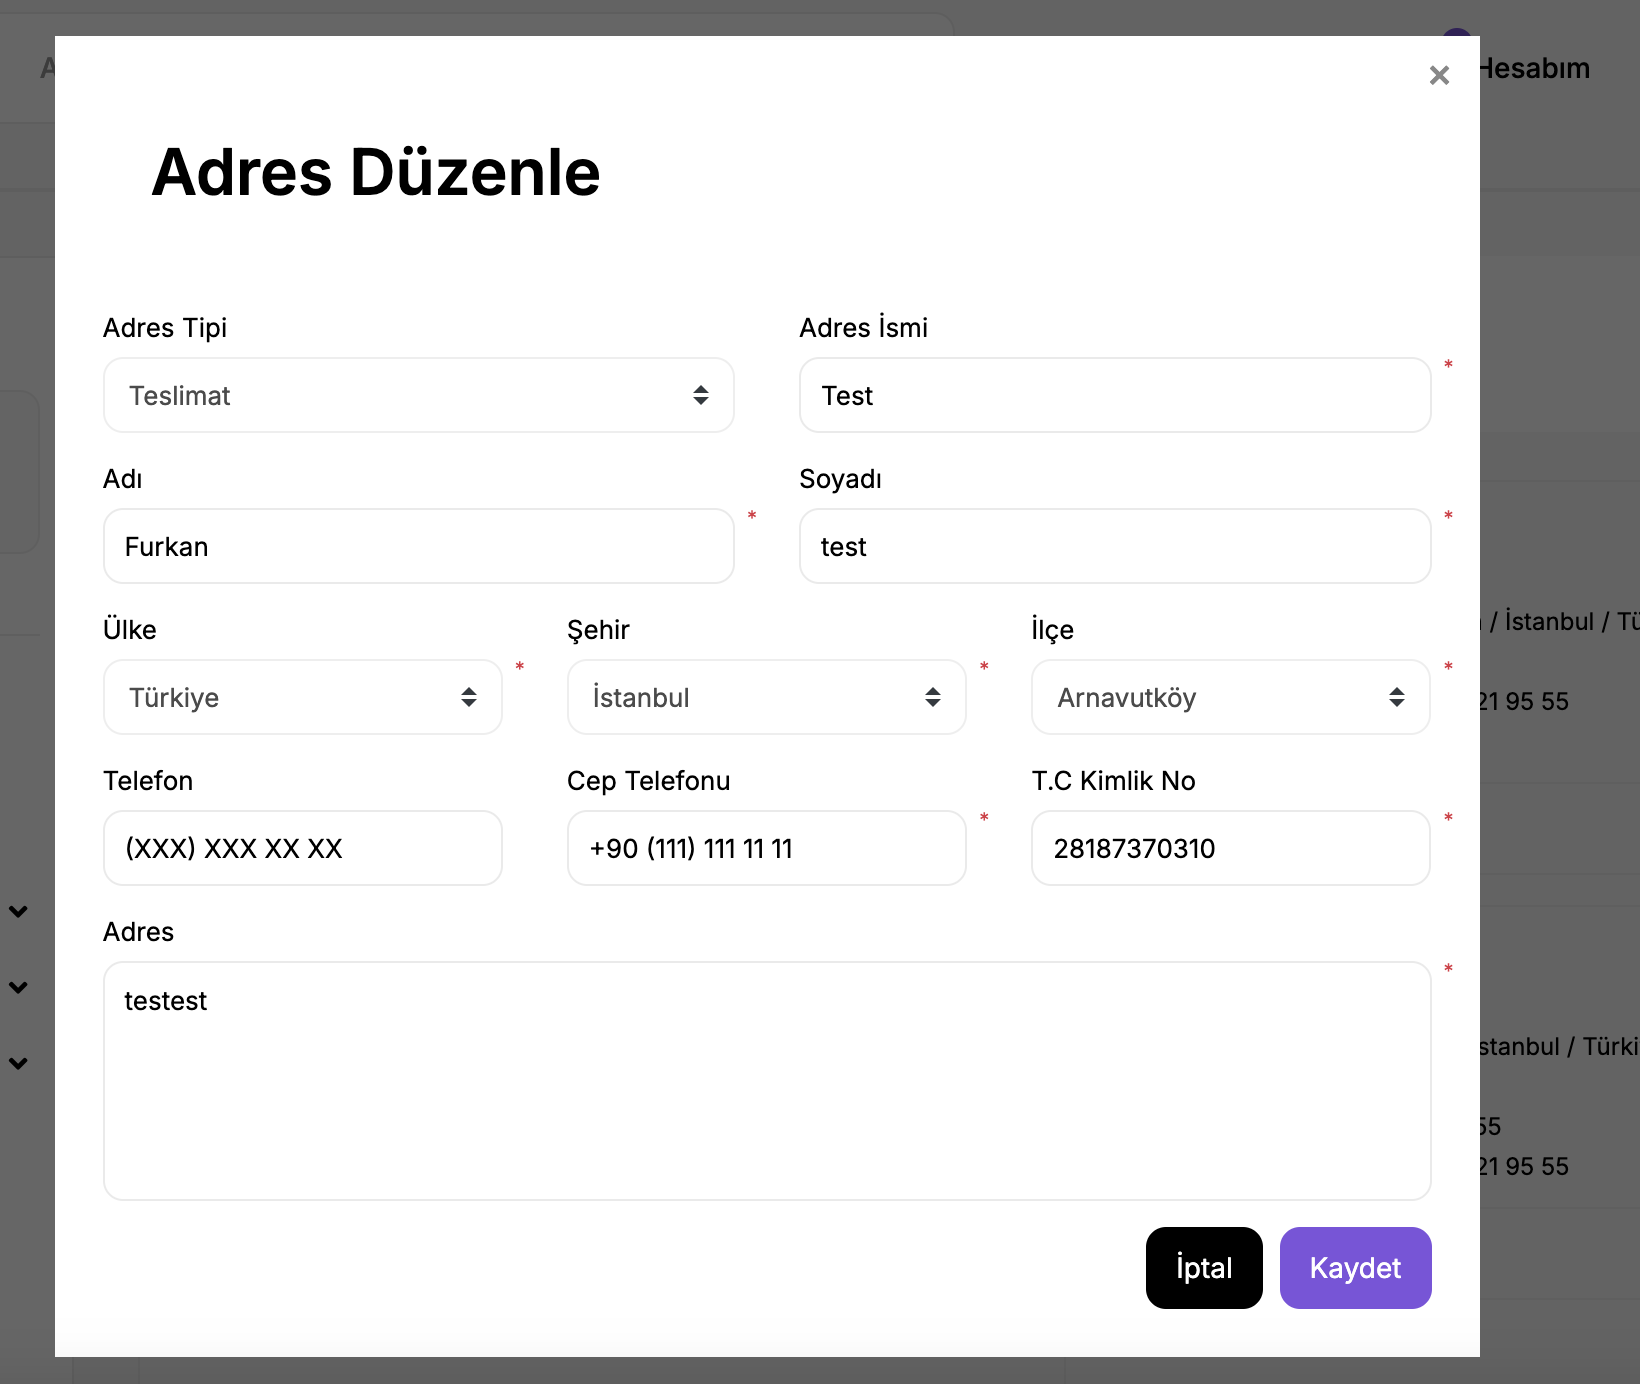 Hesabım
×
Adres Düzenle
Adres Tipi
Adres İsmi
Teslimat
Test
*
Adı
Soyadı
Furkan
*
test
*
Ülke
Şehir
İlçe
Türkiye
*
İstanbul
*
Arnavutköy
*
/ İstanbul /
21 95 55
Telefon
Cep Telefonu
T.C Kimlik No
(XXX) XXX XX XX
+90 (111) 111 11 11
*
28187370310
*
Adres
testest
*
stanbul / Türki
55
21 95 55
İptal
Kaydet